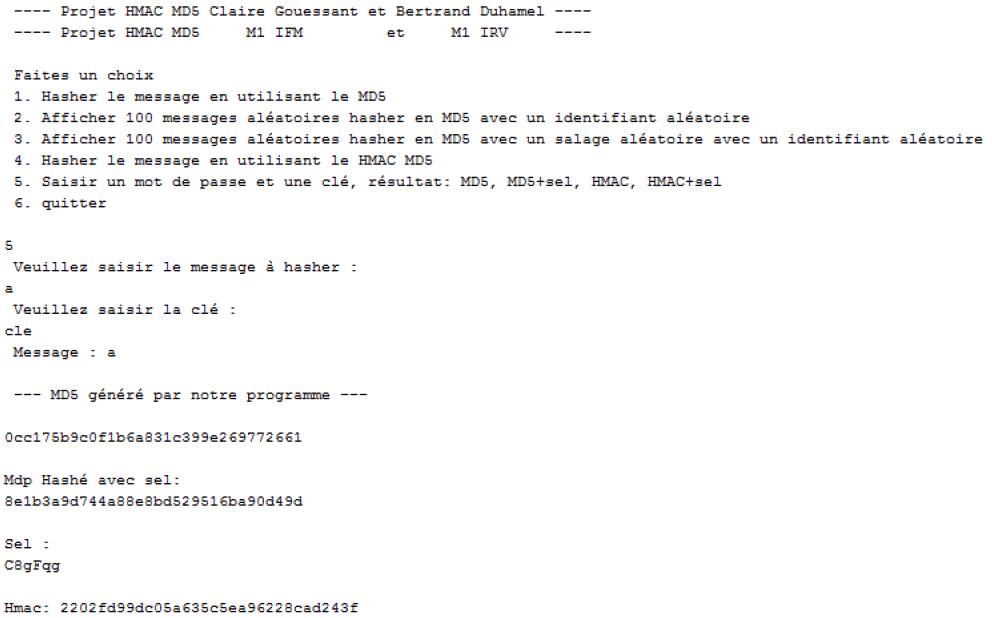 ---- Projet HMAC MD5 Claire Gouessant et Bertrand Duhamel ----
---- Projet HMAC MD5 M1 IFM et M1 IRV ----
Faites un choix
1. Hasher le message en utilisant le MD5
2. Afficher 100 messages aléatoires hasher en MD5 avec un identifiant aléatoire
3. Afficher 100 messages aléatoires hasher en MD5 avec un salage aléatoire avec un identifiant aléatoire
4. Hasher le message en utilisant le HMAC MD5
5. Saisir un mot de passe et une clé, résultat: MD5, MD5+sel, HMAC, HMAC+sel
6. quitter
5
Veuillez saisir le message à hasher :
a
Veuillez saisir la clé :
cle
Message : a
--- MD5 généré par notre programme ---
0cc175b9c0f1b6a831c399e269772661
Mdp Hashé avec sel:
8e1b3a9d744a88e8bd529516ba90d49d
Sel :
C8gFqg
Hmac: 2202fd99dc05a635c5ea96228cad243f